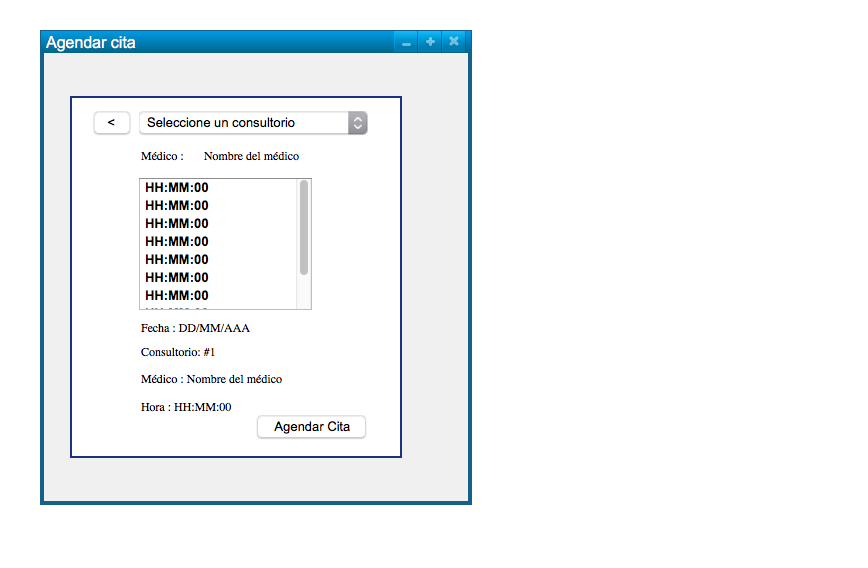 Agendar cita
< Seleccione un consultorio
Médico : Nombre del médico
HH:MM:00
HH:MM:00
HH:MM:00
HH:MM:00
HH:MM:00
HH:MM:00
HH:MM:00
Fecha : DD/MM/AAA
Consultorio: #1
Médico : Nombre del médico
Hora : HH:MM:00
Agendar Cita